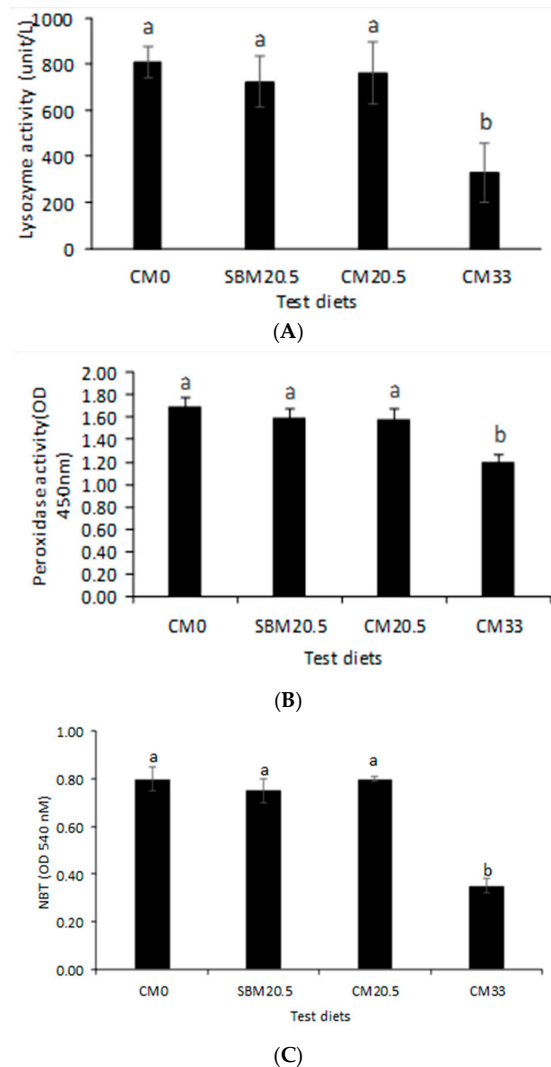 1000
800
600
400
200
0
Lysozyme activity (unit/L)
a
a
a
b
CM0 SBM20.5 CM20.5 CM33
Test diets
(A)
2.00
1.80
1.60
1.40
1.20
1.00
0.80
0.60
0.40
0.20
0.00
Peroxidase activity(OD
450nm)
a
a
a
b
CM0 SBM20.5 CM20.5 CM33
Test diets
(B)
1.00
0.80
0.60
0.40
0.20
0.00
NBT (OD 540 nM)
a
a
a
b
CM0 SBM20.5 CM20.5 CM33
Test diets
(C)